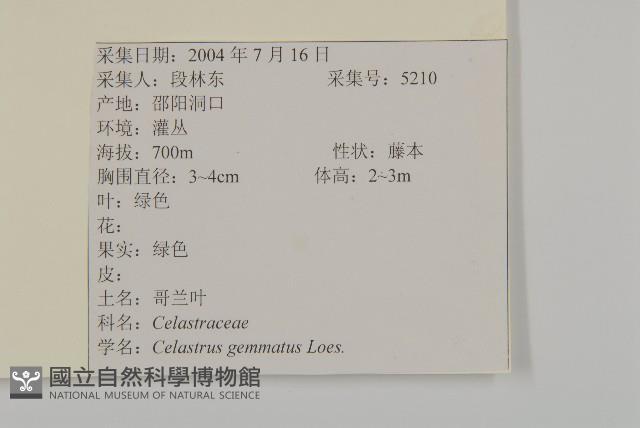 采集日期：2004 年 7 月 16 日
采集人：段林东 采集号：5210
产地：邵阳洞口
环境：灌丛
海拔：700m 性状：藤本
胸围直径：3~4cm 体高：2~3m
叶：绿色
花：
果实：绿色
皮：
土名：哥兰叶
科名：Celastraceae
学名：Celastrus gemmatus Loes.
國立自然科學博物館
NATIONAL MUSEUM OF NATURAL SCIENCE